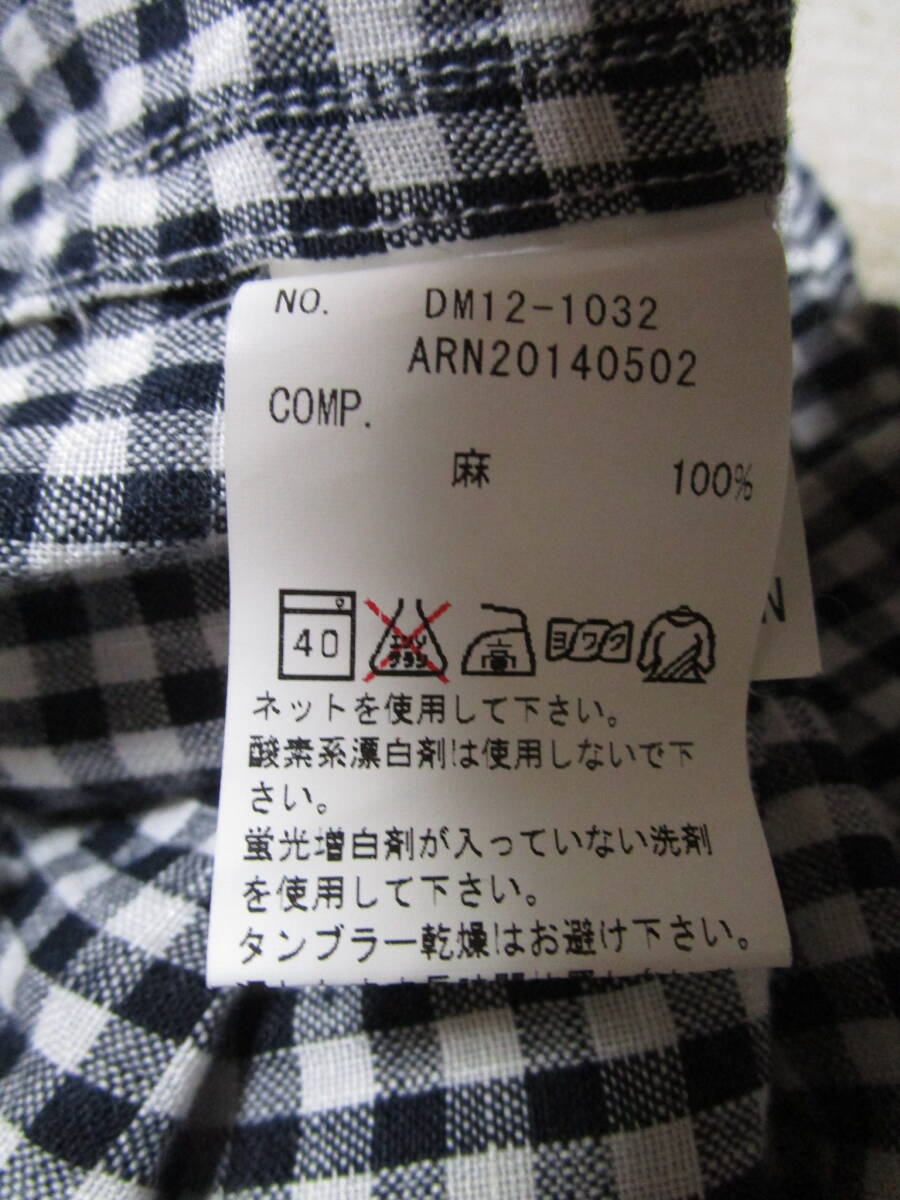 NO. DM12-1032
ARN20140502
COMP.
麻 100%
40 エンソ サラシ 高 ヨワク
N
ネットを使用して下さい。
酸素系漂白剤は使用しないで下
さい。
蛍光増白剤が入っていない洗剤
を使用して下さい。
タンブラー乾燥はお避け下さい。